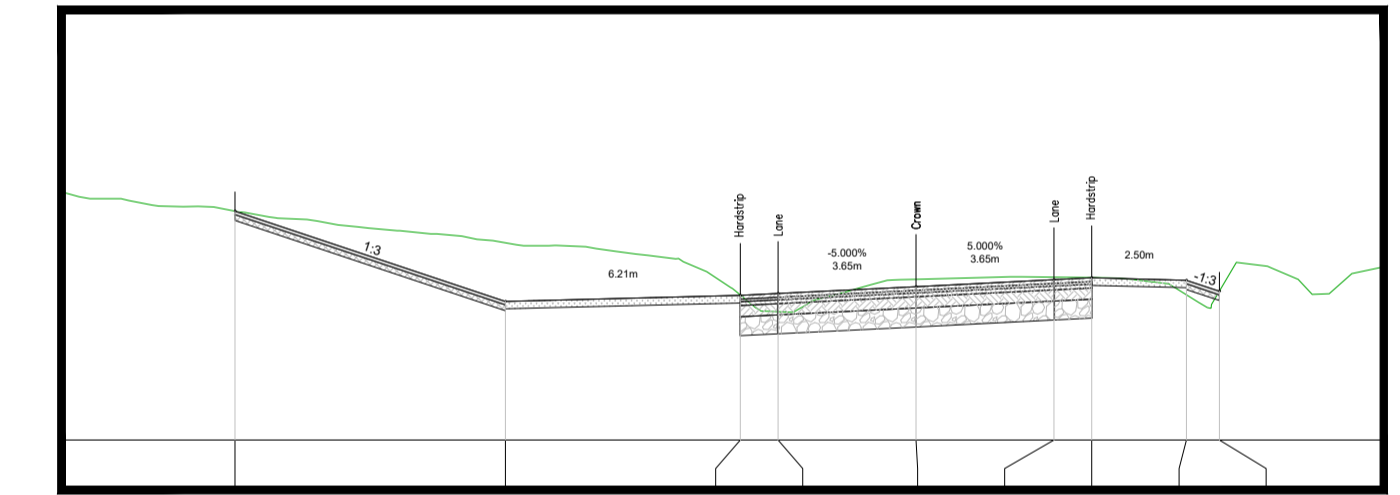 1:3
6.21m
Hardstrip
Lane
-5.000%
3.65m
Crown
5.000%
3.65m
Lane
Hardstrip
2.50m
-1:3